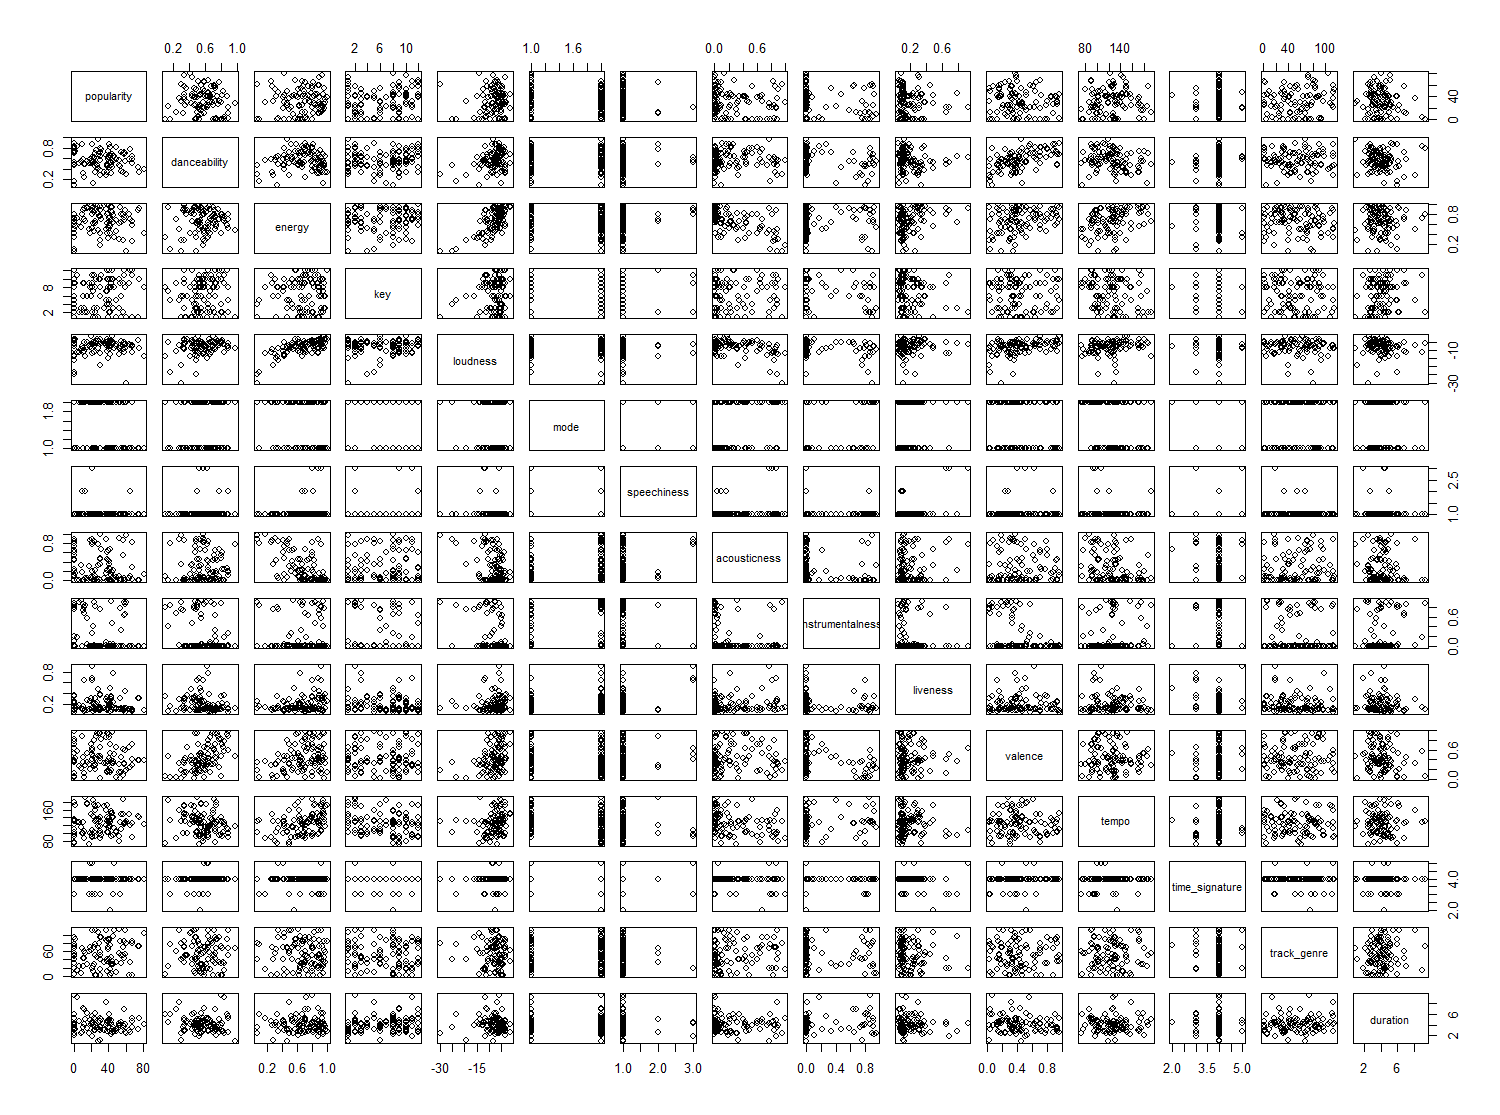 0.2 0.6 1.0 2 6 10 1.0 1.6 0.0 0.6 0.2 0.6 80 140 0 40 100
popularity 0 40
0.2 0.8 danceability
energy 0.2 0.8
2 8 key
loudness -30 -10
1.0 1.8 mode
speechiness 1.0 2.5
0.0 0.8 acousticness
nstrumentalness 0.0 0.6
0.2 0.8 liveness
valence 0.0 0.6
80 160 tempo
time_signature 2.0 4.0
0 60 track_genre
duration 2 6
0 40 80 0.2 0.6 1.0 -30 -15 1.0 2.0 3.0 0.0 0.4 0.8 0.0 0.4 0.8 2.0 3.5 5.0 2 6